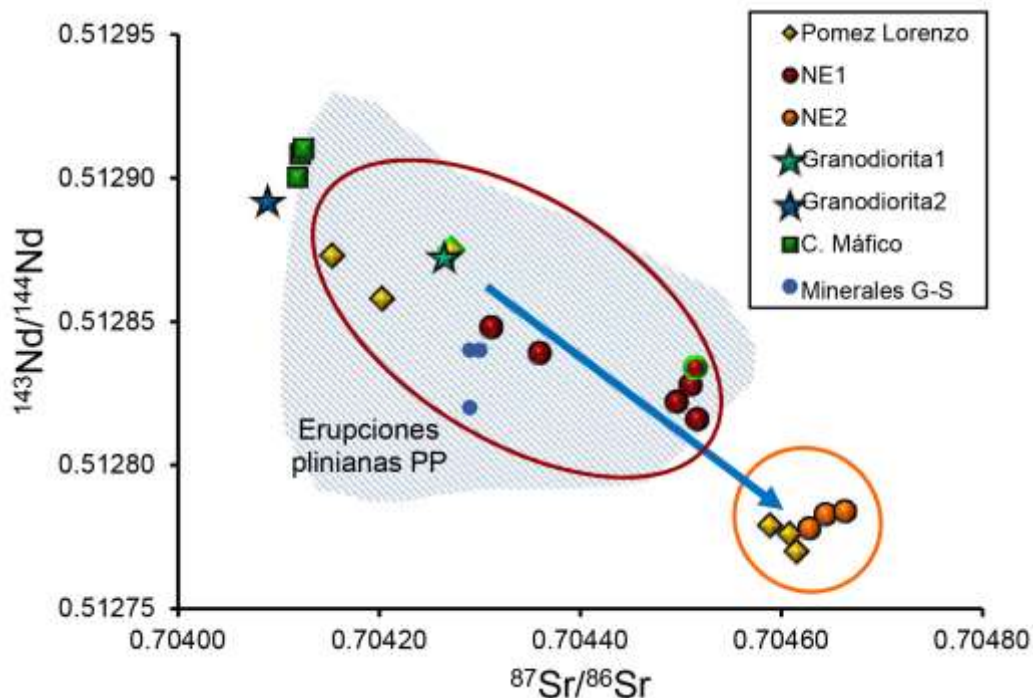 0.51295
0.51290
0.51285
0.51280
0.51275
143Nd/144Nd
Pomez Lorenzo
NE1
NE2
Granodiorita1
Granodiorita2
C. Máfico
Minerales G-S
Erupciones
plinianas PP
0.70400
0.70420
0.70440
0.70460
0.70480
87Sr/86Sr